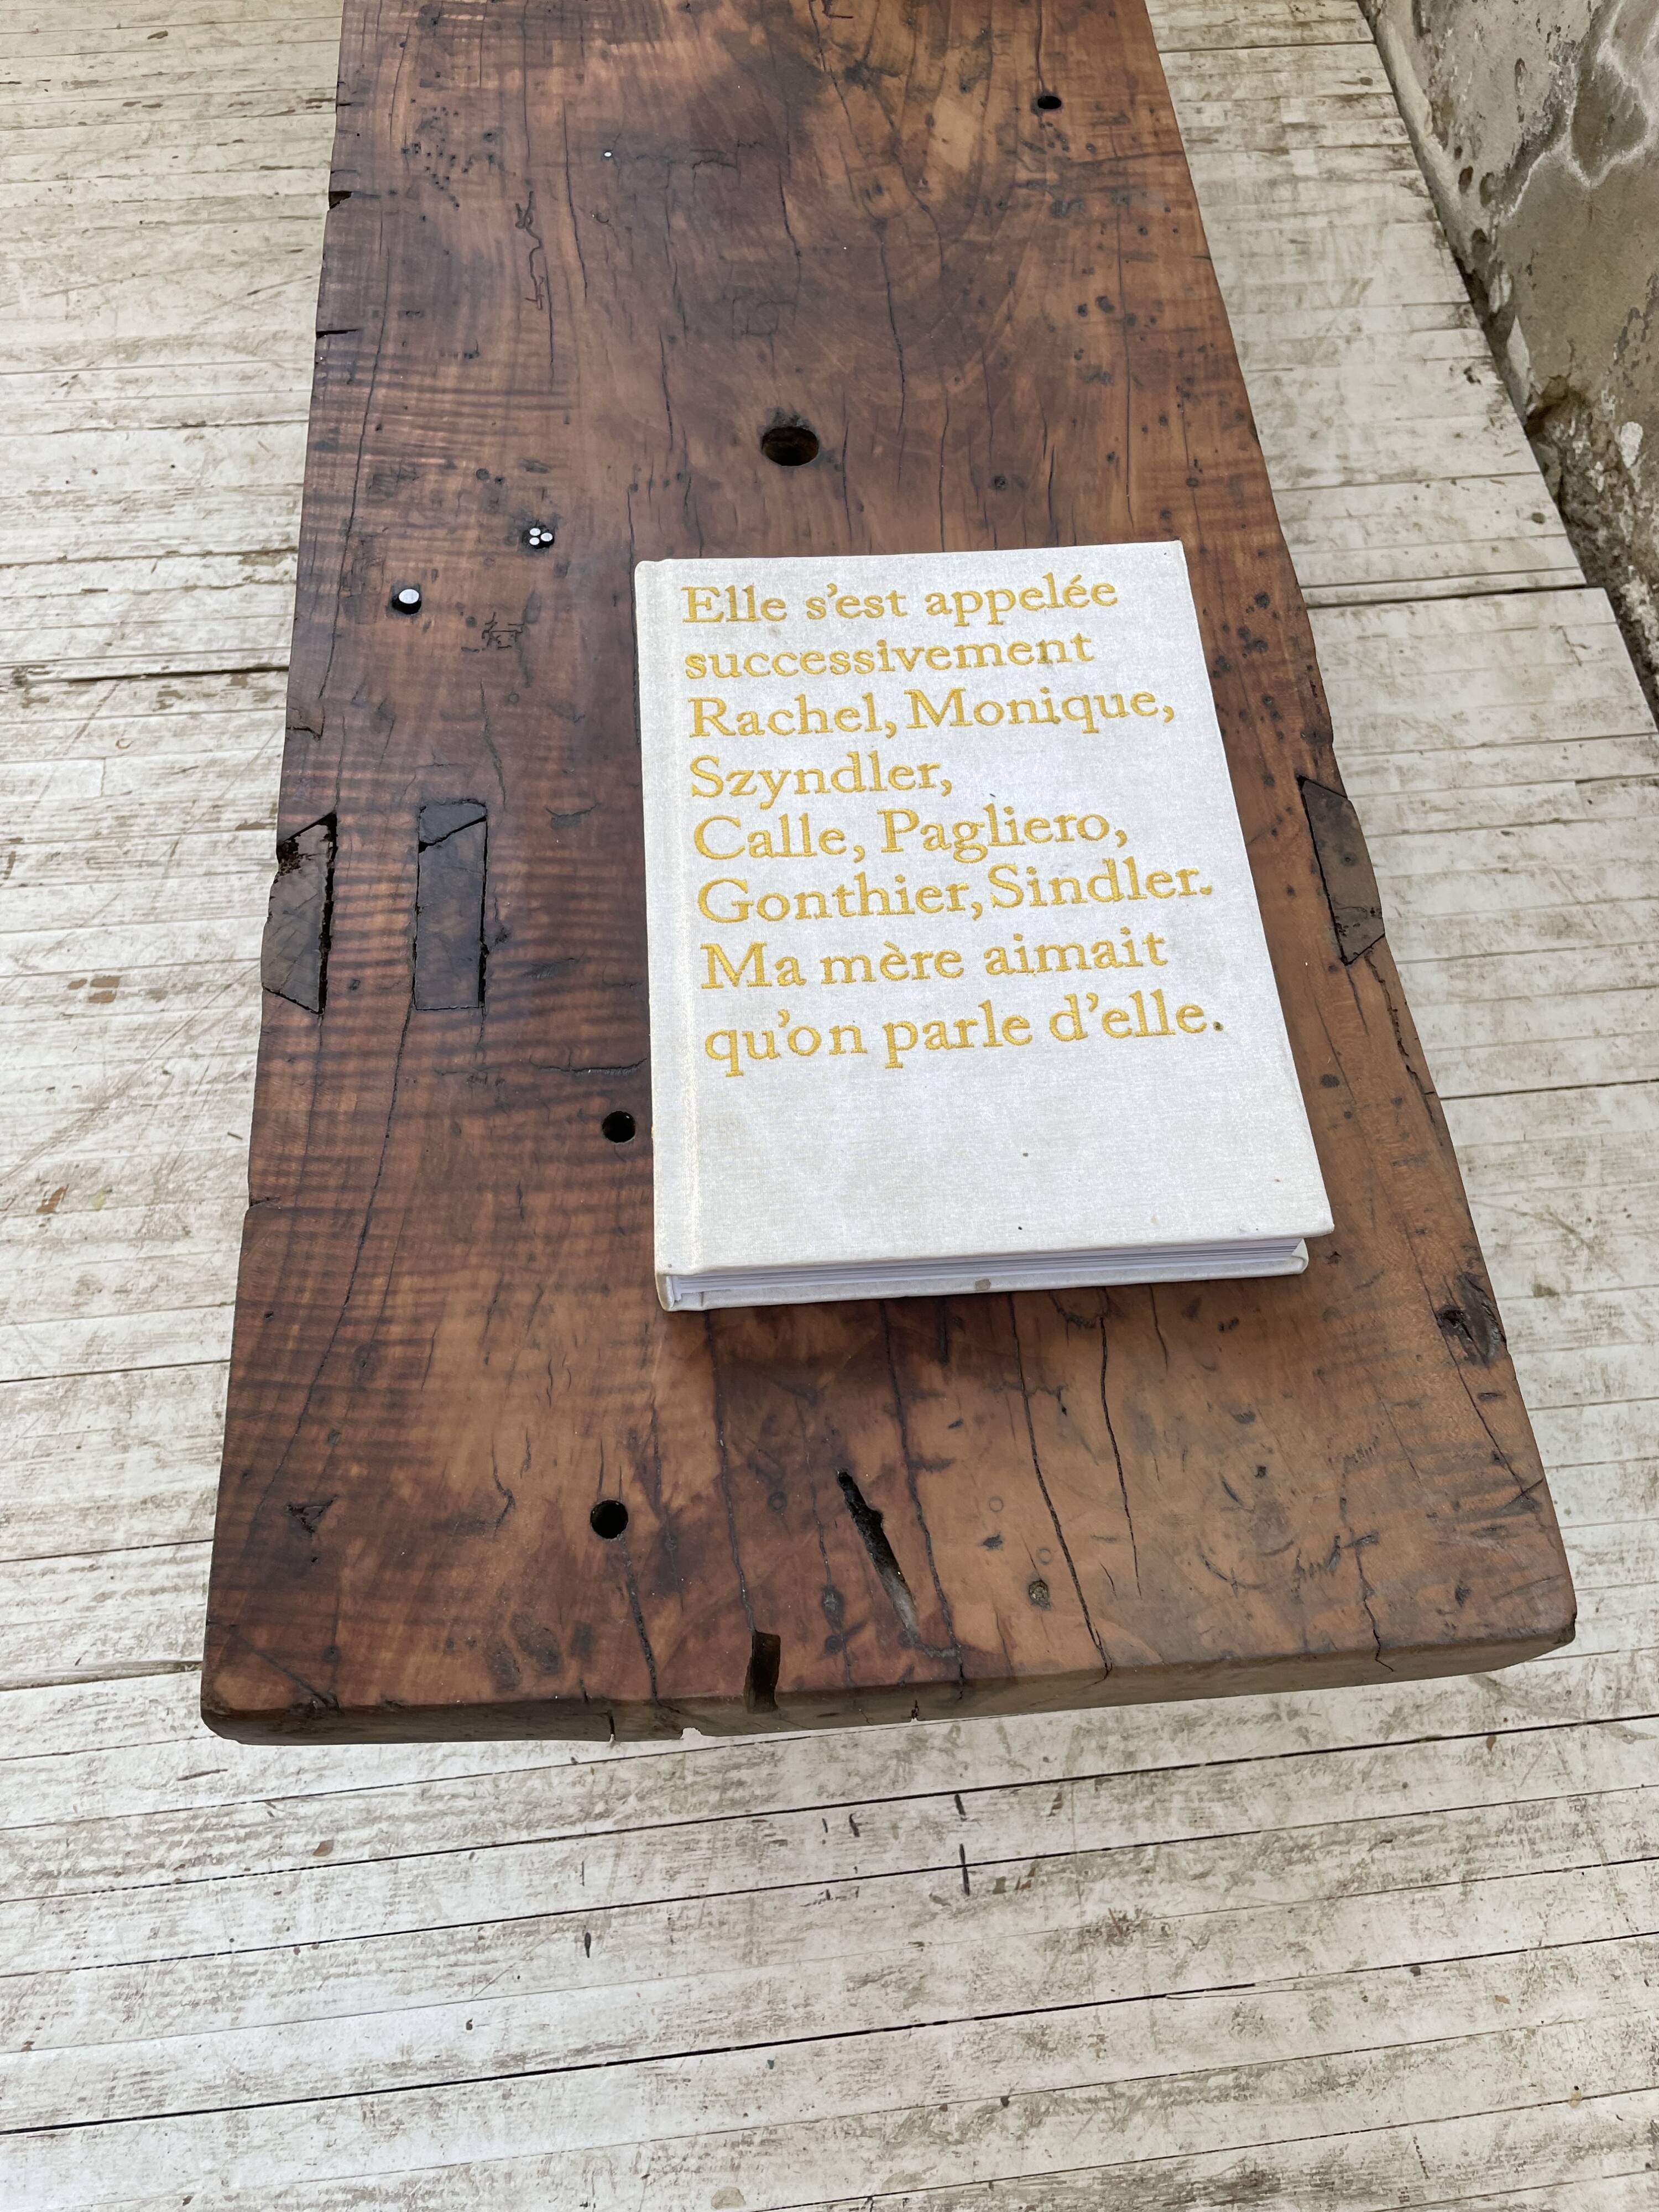 Elle s'est appelée
successivement
Rachel, Monique,
Szyndler,
Calle, Pagliero,
Gonthier, Sindler.
Ma mère aimait
qu'on parle d'elle.